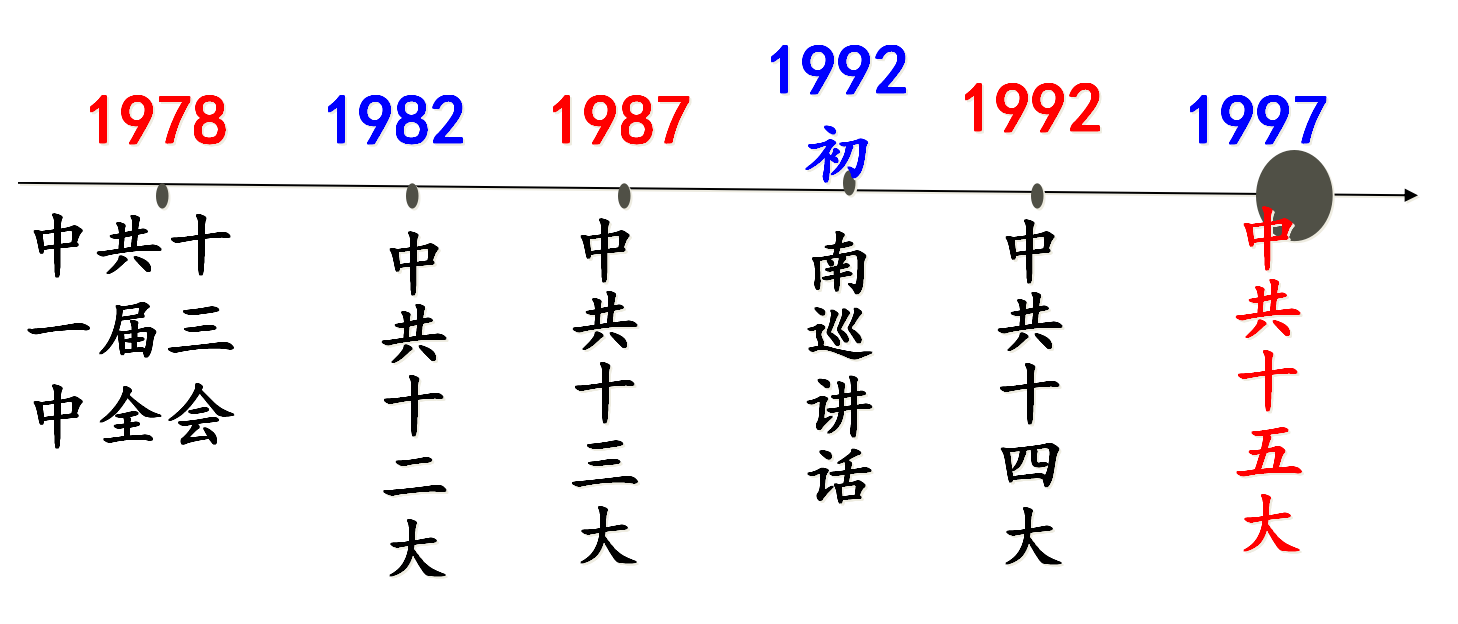 1978
中共十
一届三
中全会
1982
中共十二大
1987
中共十三大
1992
初
南巡讲话
1992
中共十四大
1997
中共十五大